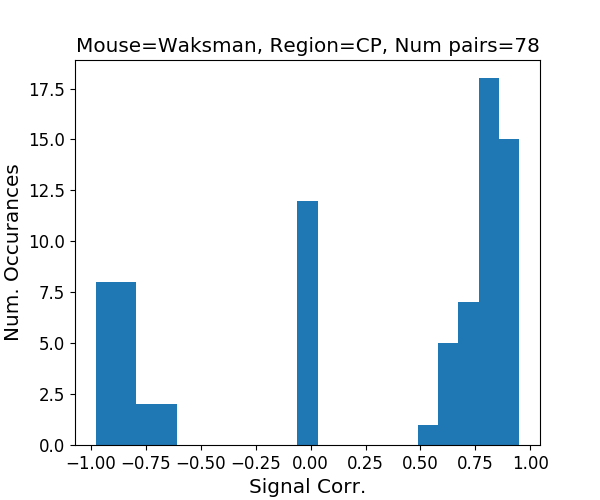 Mouse=Waksman, Region=CP, Num pairs=78
17.5
15.0
12.5
10.0
7.5
5.0
2.5
0.0
Num. Occurances
−1.00 −0.75 −0.50 −0.25 0.00 0.25 0.50 0.75 1.00
Signal Corr.